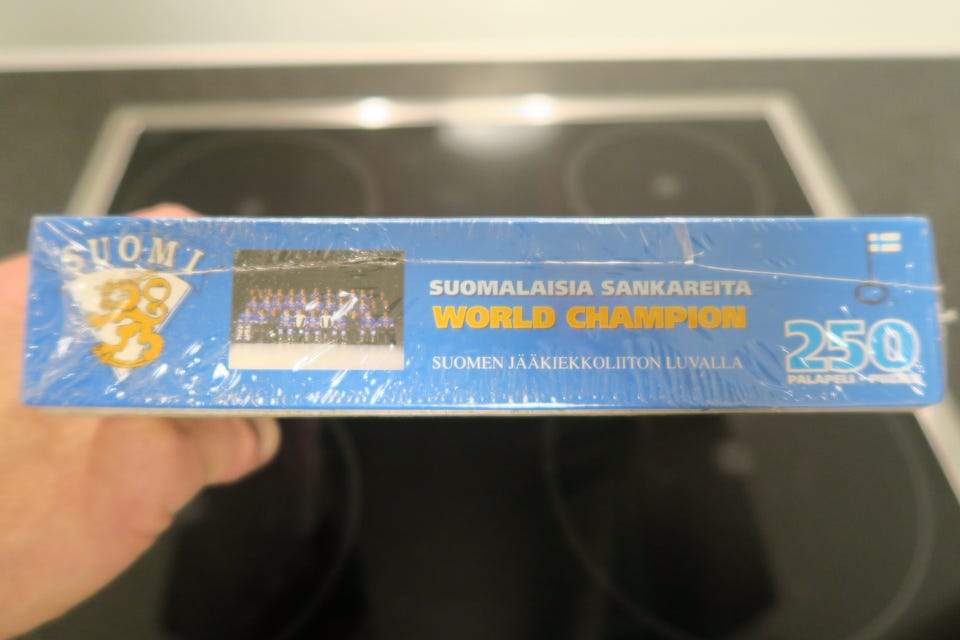 SUOMI
SUOMALAISIA SANKAREITA
WORLD CHAMPION
SUOMEN JÄÄKIEKKOLIITON LUVALLA
250
PALAPELI - PUZZLE